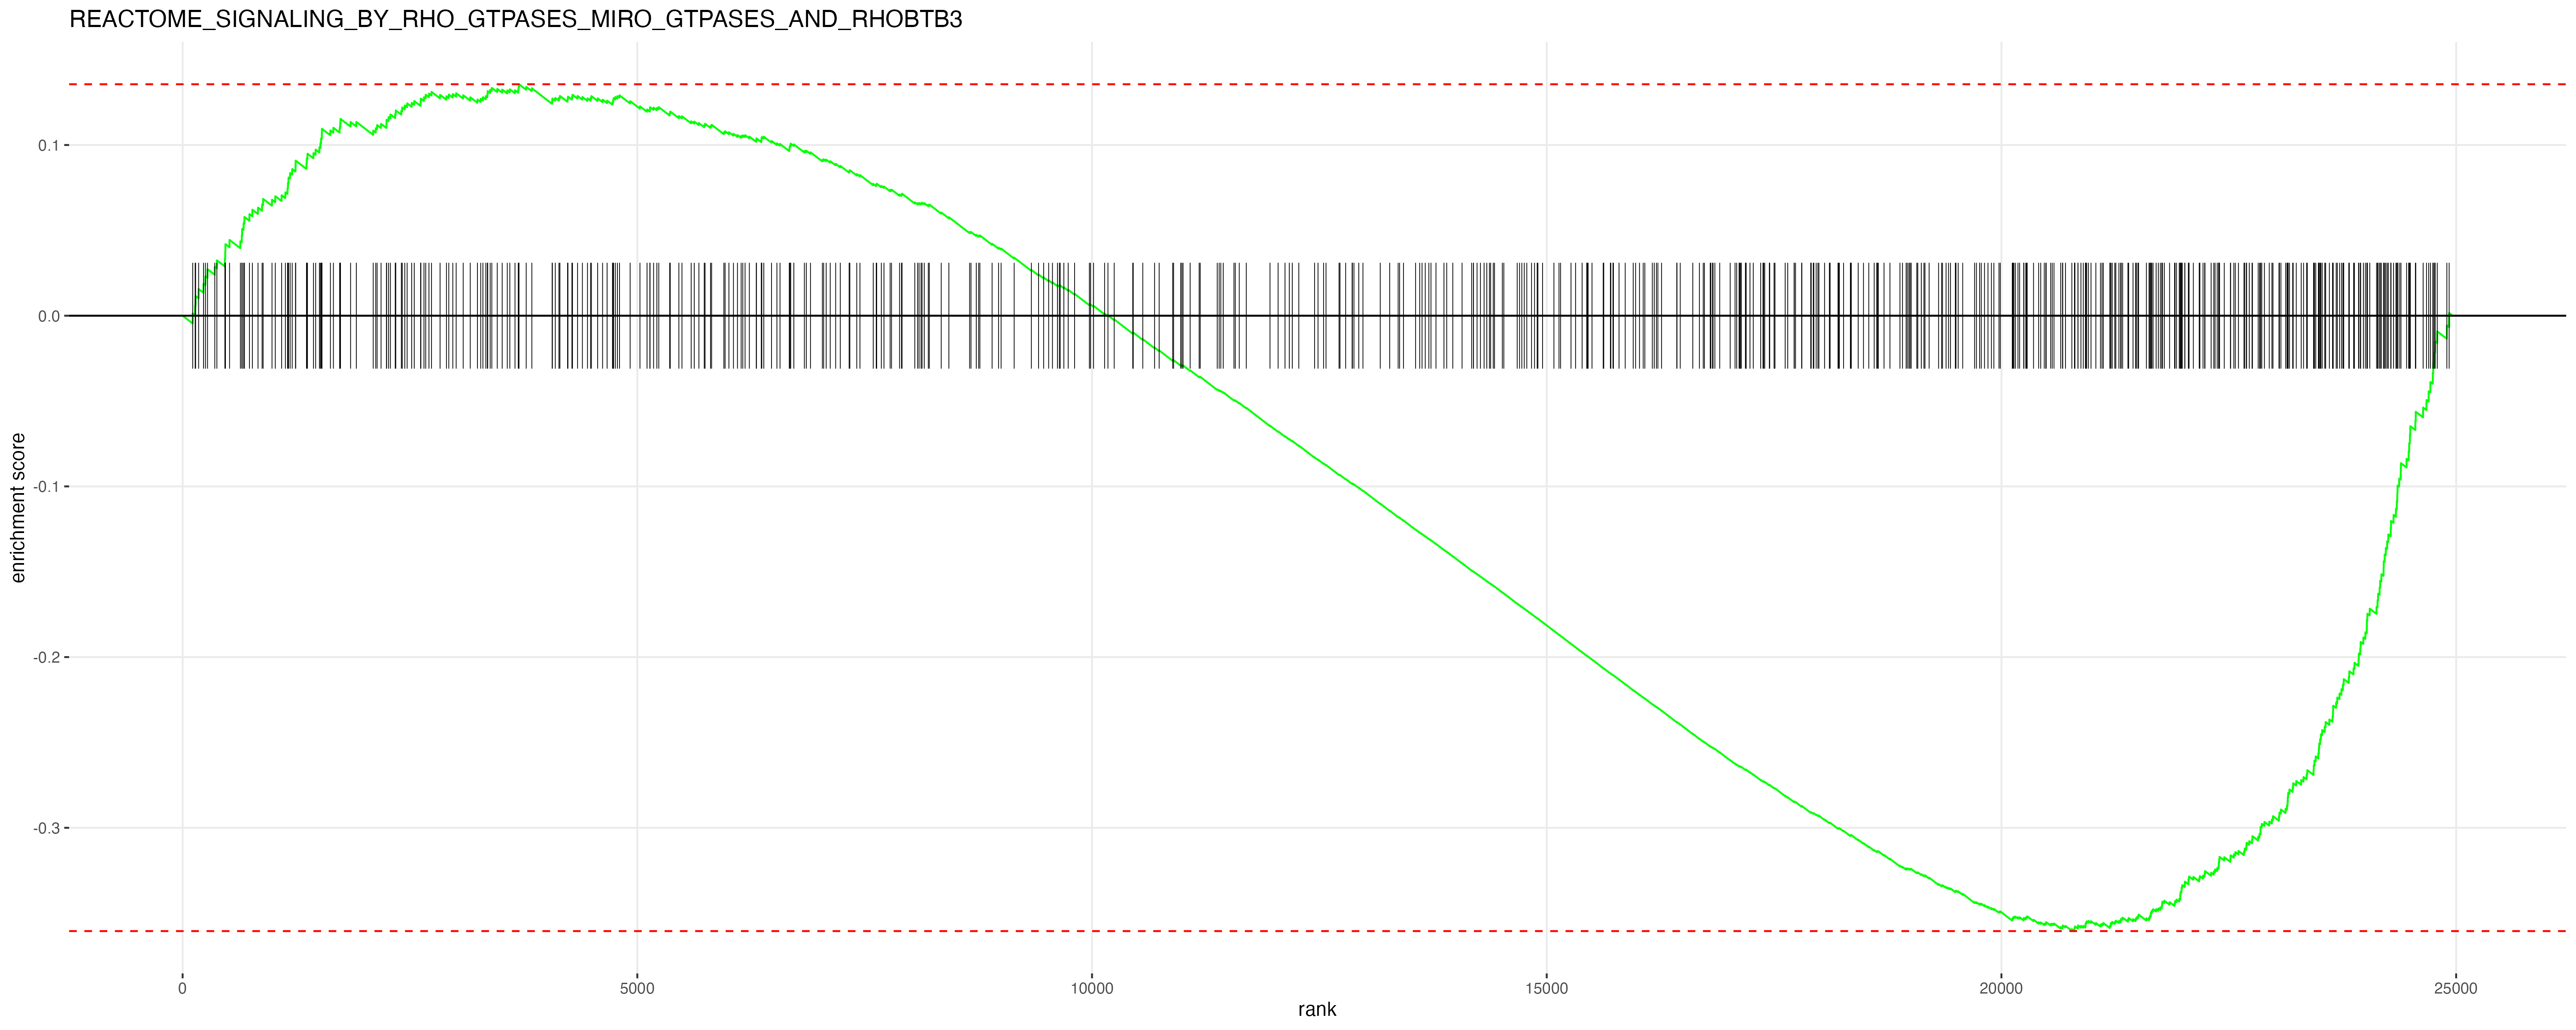 REACTOME_SIGNALING_BY_RHO_GTPASES_MIRO_GTPASES_AND_RHOBTB3
enrichment score
0.1
0.0
-0.1
-0.2
-0.3
0 5000 10000 15000 20000 25000
rank